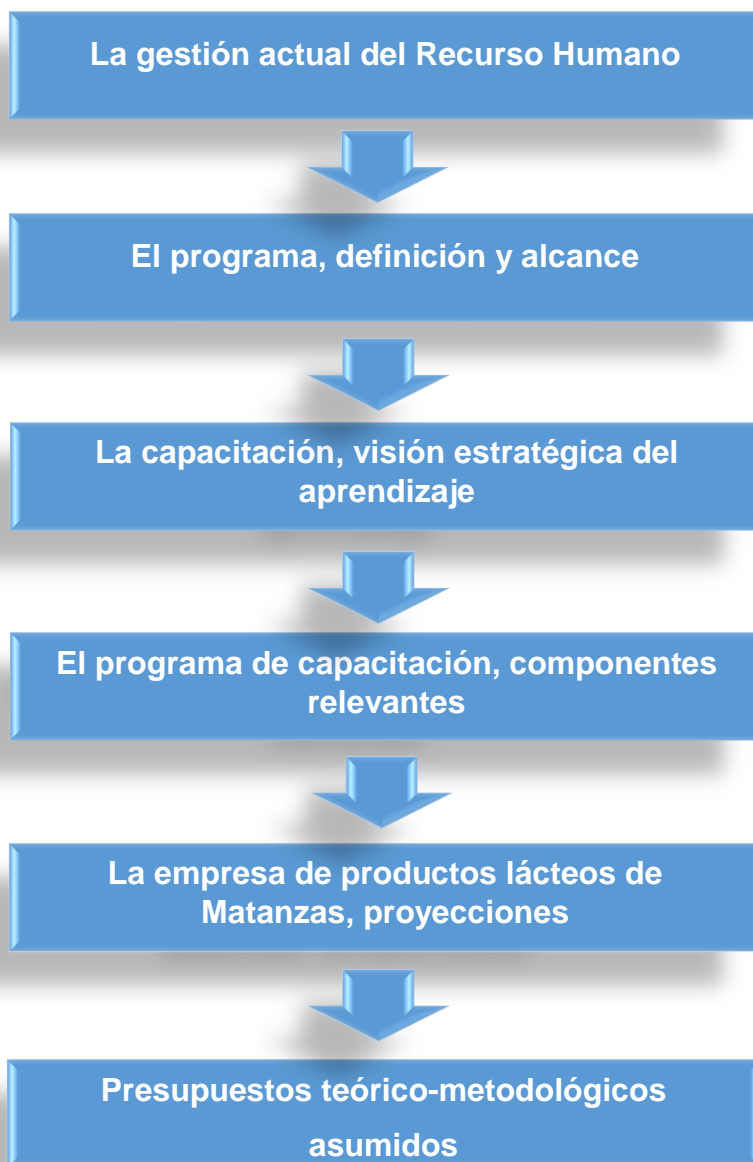 La gestión actual del Recurso Humano
El programa, definición y alcance
La capacitación, visión estratégica del
aprendizaje
El programa de capacitación, componentes
relevantes
La empresa de productos lácteos de
Matanzas, proyecciones
Presupuestos teórico-metodológicos
asumidos